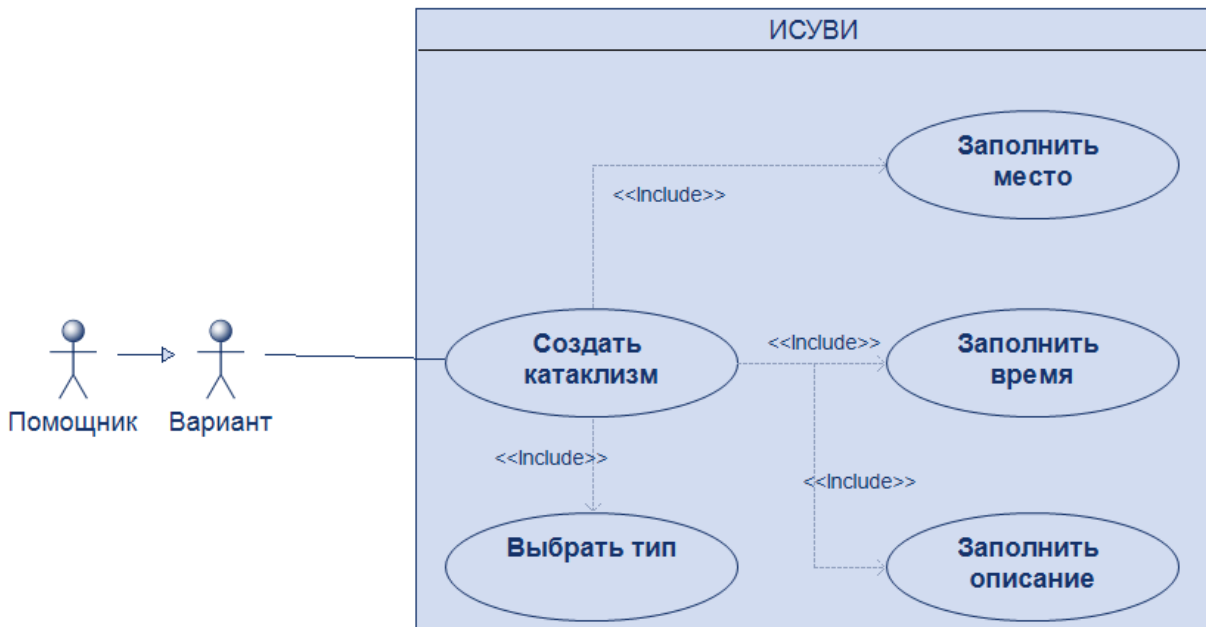 ИСУВИ
Заполнить
место
<<Include>>
Создать
катаклизм
<<Include>>
Заполнить
время
Помощник
Вариант
<<Include>>
<<Include>>
Выбрать тип
Заполнить
описание